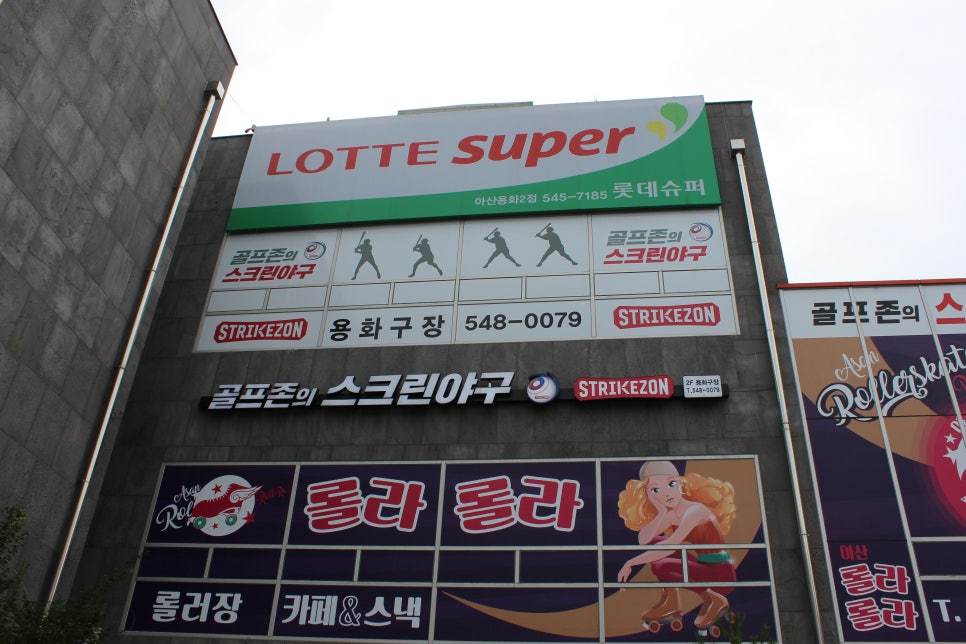 LOTTE super
아산용화2점 545-7185 롯데슈퍼
골프존의
스크린야구
골프존의
스크린야구
STRIKEZON
용화구장
548-0079
STRIKEZON
골프존의 스크린야구
STRIKEZON
2F 용화구장
T.548-0079
골프존의
Asan
Rollerskat
Asan
Rol
롤라
롤라
롤러장
카페&스낵
아산
롤라
롤라
T.